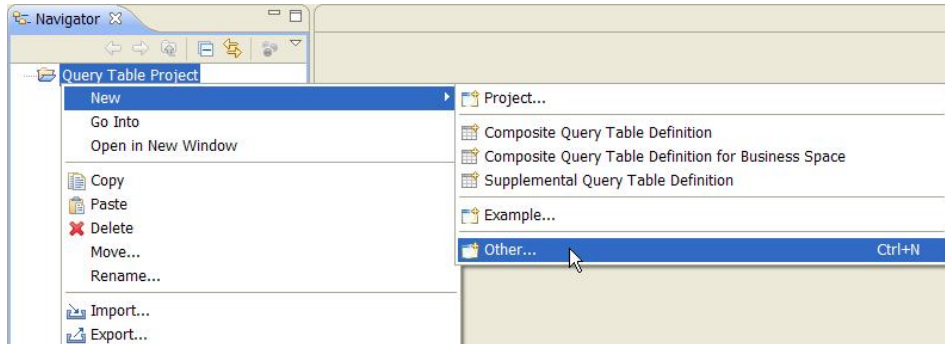 Navigator
Query Table Project
New
Go Into
Open in New Window
Copy
Paste
Delete
Move...
Rename...
Import...
Export...
Project...
Composite Query Table Definition
Composite Query Table Definition for Business Space
Supplemental Query Table Definition
Example...
Other... Ctrl+N